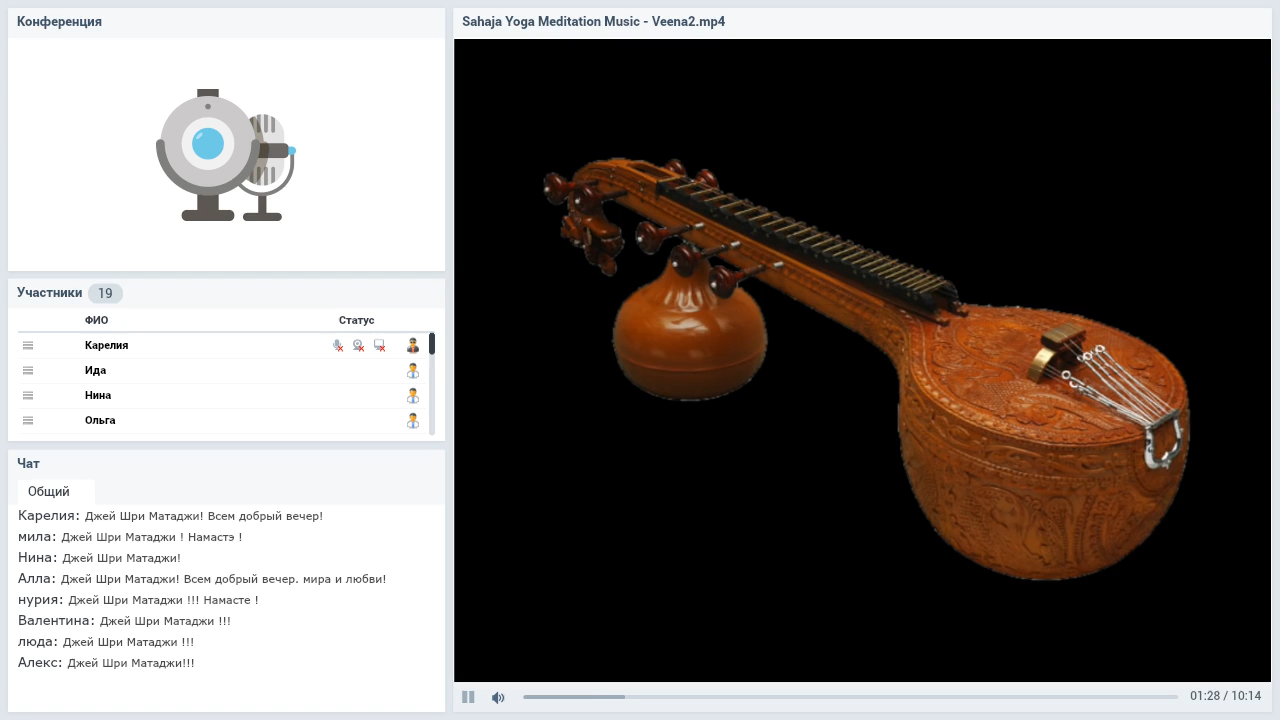 Конференция
Sahaja Yoga Meditation Music - Veena2.mp4
Участники 19
ФИО Статус
Карелия
Ида
Нина
Ольга
Чат
Общий
Карелия: Джей Шри Матаджи! Всем добрый вечер!
мила: Джей Шри Матаджи ! Намастэ !
Нина: Джей Шри Матаджи!
Алла: Джей Шри Матаджи! Всем добрый вечер. мира и любви!
нурия: Джей Шри Матаджи !!! Намасте !
Валентина: Джей Шри Матаджи !!!
люда: Джей Шри Матаджи !!!
Алекс: Джей Шри Матаджи!!!
01:28 / 10:14